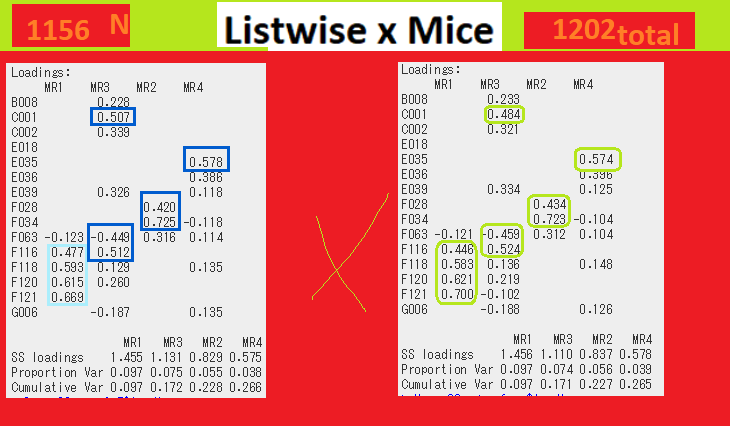 1156 N
Listwise x Mice
1202 total
Loadings:
MR1 MR3 MR2 MR4
B008 0.228
C001 0.507
C002 0.339
E018
E035 0.578
E036 0.386
E039 0.326 0.118
F028 0.420
F034 0.725 -0.118
F063 -0.123 -0.449 0.316 0.114
F116 0.477 0.512
F118 0.593 0.129 0.135
F120 0.615 0.260
F121 0.669
G006 -0.187 0.135
MR1 MR3 MR2 MR4
SS loadings 1.455 1.131 0.829 0.575
Proportion Var 0.097 0.075 0.055 0.038
Cumulative Var 0.097 0.172 0.228 0.266
Loadings:
MR1 MR3 MR2 MR4
B008 0.233
C001 0.484
C002 0.321
E018
E035 0.574
E036 0.396
E039 0.334 0.125
F028 0.434
F034 0.723 -0.104
F063 -0.121 -0.459 0.312 0.104
F116 0.446 0.524
F118 0.583 0.136 0.148
F120 0.621 0.219
F121 0.700 -0.102
G006 -0.188 0.126
MR1 MR3 MR2 MR4
SS loadings 1.456 1.110 0.837 0.578
Proportion Var 0.097 0.074 0.056 0.039
Cumulative Var 0.097 0.171 0.227 0.265